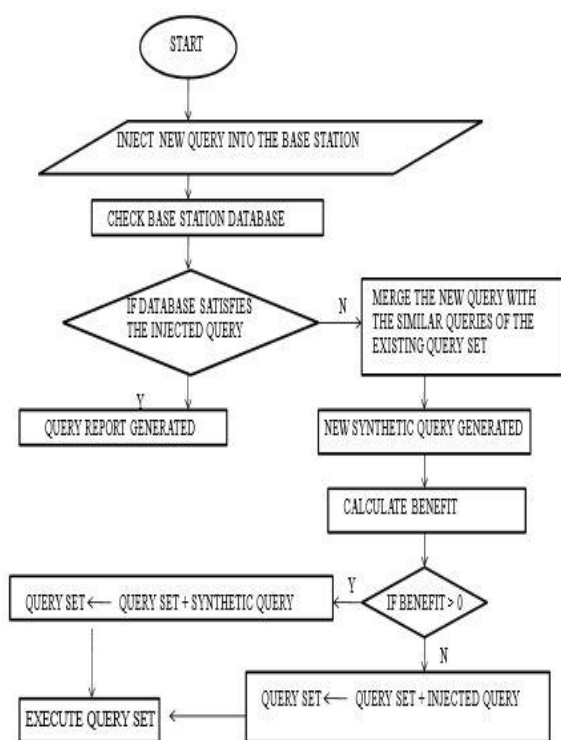 START
INJECT NEW QUERY INTO THE BASE STATION
CHECK BASE STATION DATABASE
IF DATABASE SATISFIES
THE INJECTED QUERY
N
MERGE THE NEW QUERY WITH
THE SIMILAR QUERIES OF THE
EXISTING QUERY SET
Y
QUERY REPORT GENERATED
NEW SYNTHETIC QUERY GENERATED
CALCULATE BENEFIT
IF BENEFIT > 0
Y
QUERY SET ← QUERY SET + SYNTHETIC QUERY
N
QUERY SET ← QUERY SET + INJECTED QUERY
EXECUTE QUERY SET